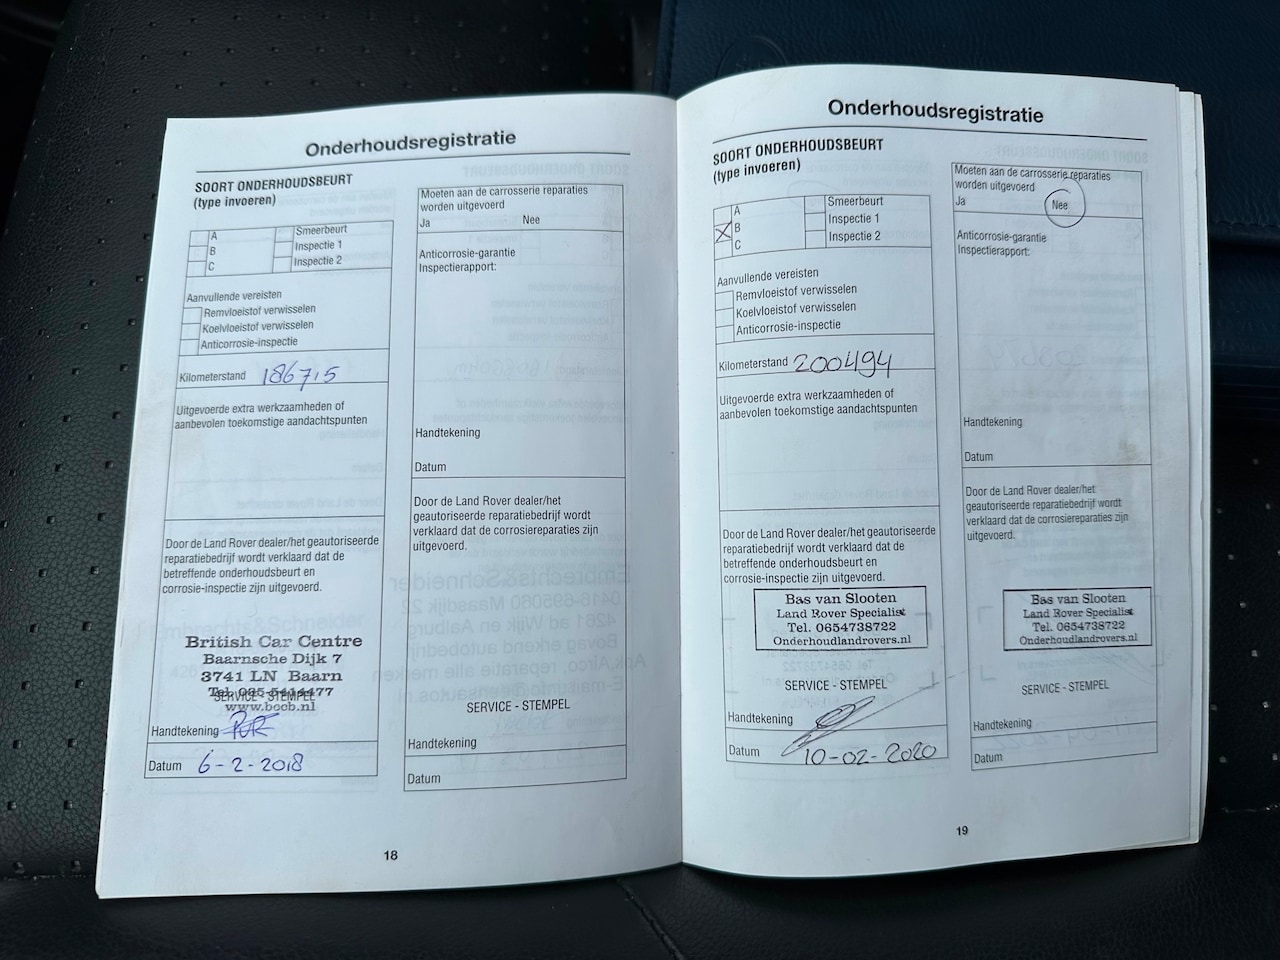 Onderhoudsregistratie
SOORT ONDERHOUDSBEURT
(type invoeren)
A
B
C
Smeerbeurt
Inspectie 1
Inspectie 2
Aanvullende vereisten
Remvloeistof verwisselen
Koelvloeistof verwisselen
Anticorrosie-inspectie
Kilometerstand 186715
Uitgevoerde extra werkzaamheden of
aanbevolen toekomstige aandachtspunten
Door de Land Rover dealer/het geautoriseerde
reparatiebedrijf wordt verklaard dat de
betreffende onderhoudsbeurt en
corrosie-inspectie zijn uitgevoerd.
British Car Centre
Baarnsche Dijk 7
3741 LN Baarn
Tel. 035-5414477
SERVICE - STEMPEL
www.bccb.nl
Handtekening
Datum 6-2-2018
Moeten aan de carrosserie reparaties
worden uitgevoerd
Ja Nee
Anticorrosie-garantie
Inspectierapport:
Handtekening
Datum
Door de Land Rover dealer/het
geautoriseerde reparatiebedrijf wordt
verklaard dat de corrosiereparaties zijn
uitgevoerd.
SERVICE - STEMPEL
Handtekening
Datum
18
Onderhoudsregistratie
SOORT ONDERHOUDSBEURT
(type invoeren)
A
B
C
Smeerbeurt
Inspectie 1
Inspectie 2
Aanvullende vereisten
Remvloeistof verwisselen
Koelvloeistof verwisselen
Anticorrosie-inspectie
Kilometerstand 200494
Uitgevoerde extra werkzaamheden of
aanbevolen toekomstige aandachtspunten
Door de Land Rover dealer/het geautoriseerde
reparatiebedrijf wordt verklaard dat de
betreffende onderhoudsbeurt en
corrosie-inspectie zijn uitgevoerd.
Bas van Slooten
Land Rover Specialist
Tel. 0654738722
Onderhoudlandrovers.nl
SERVICE - STEMPEL
Handtekening
Datum 10-02-2020
Moeten aan de carrosserie reparaties
worden uitgevoerd
Ja Nee
Anticorrosie-garantie
Inspectierapport:
Handtekening
Datum
Door de Land Rover dealer/het
geautoriseerde reparatiebedrijf wordt
verklaard dat de corrosiereparaties zijn
uitgevoerd.
Bas van Slooten
Land Rover Specialist
Tel. 0654738722
Onderhoudlandrovers.nl
SERVICE - STEMPEL
Handtekening
Datum
19